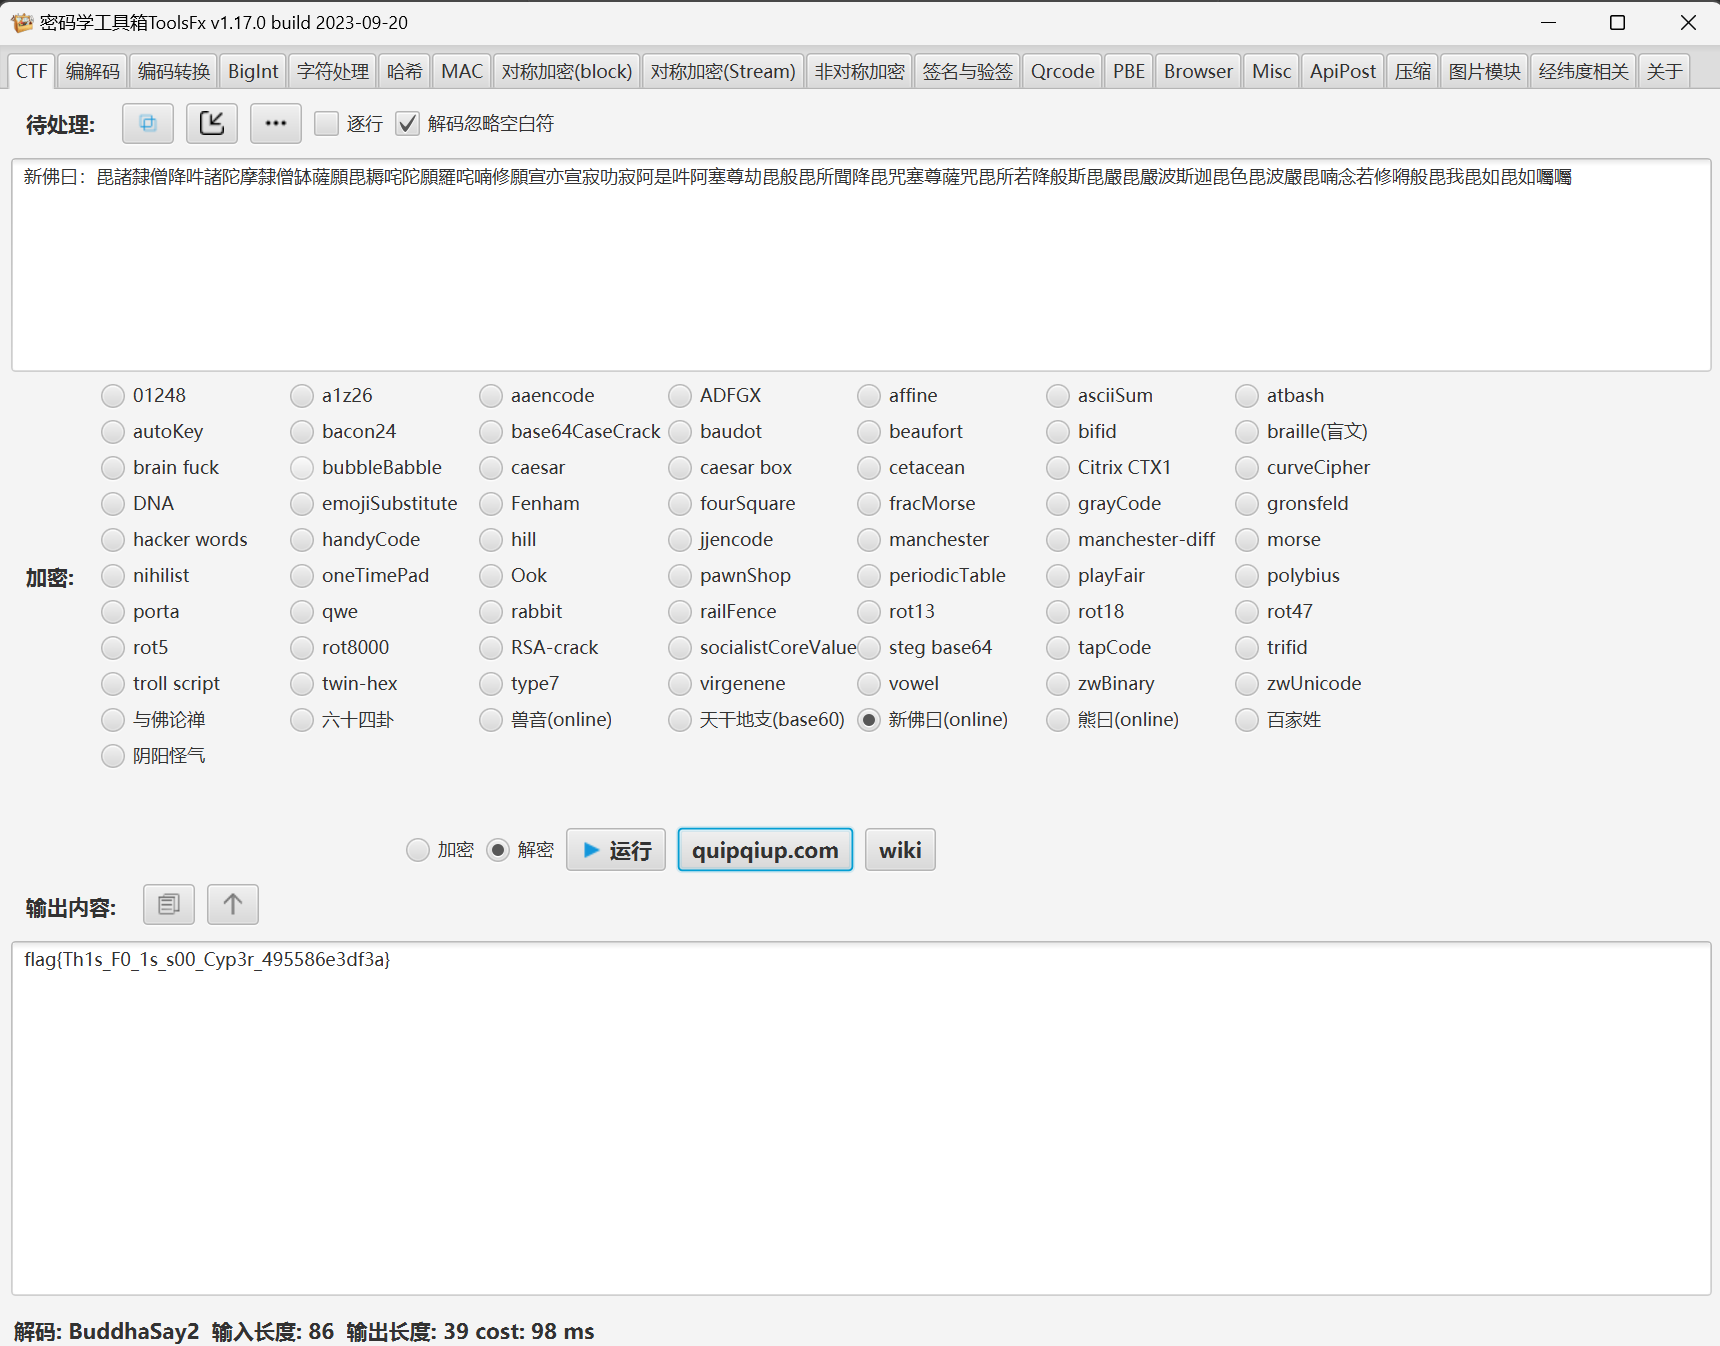 密码学工具箱ToolsFx v1.17.0 build 2023-09-20
CTF 编解码 编码转换 BigInt 字符处理 哈希 MAC 对称加密(block) 对称加密(Stream) 非对称加密 签名与验签 Qrcode PBE Browser Misc ApiPost 压缩 图片模块 经纬度相关 关于
待处理: 逐行 解码忽略空白符
新佛曰：毘諸隸僧降吽諸陀摩隸僧缽薩願毘耨咤陀願羅咤喃修願宣亦宣寂叻寂阿是吽阿塞尊劫毘般毘所聞降毘咒塞尊薩咒毘所若降般斯毘嚴毘嚴波斯迦毘色毘波嚴毘喃念若修嘚般毘我毘如毘如囑囑
01248 a1z26 aaencode ADFGX affine asciiSum atbash
autoKey bacon24 base64CaseCrack baudot beaufort bifid braille(盲文)
brain fuck bubbleBabble caesar caesar box cetacean Citrix CTX1 curveCipher
DNA emojiSubstitute Fenham fourSquare fracMorse grayCode gronsfeld
hacker words handyCode hill jjencode manchester manchester-diff morse
加密:
nihilist oneTimePad Ook pawnShop periodicTable playFair polybius
porta qwe rabbit railFence rot13 rot18 rot47
rot5 rot8000 RSA-crack socialistCoreValue steg base64 tapCode trifid
troll script twin-hex type7 virgenene vowel zwBinary zwUnicode
与佛论禅 六十四卦 兽音(online) 天干地支(base60) 新佛曰(online) 熊曰(online) 百家姓
阴阳怪气
加密 解密 运行 quipqiup.com wiki
输出内容:
flag{Th1s_F0_1s_s00_Cyp3r_495586e3df3a}
解码: BuddhaSay2 输入长度: 86 输出长度: 39 cost: 98 ms